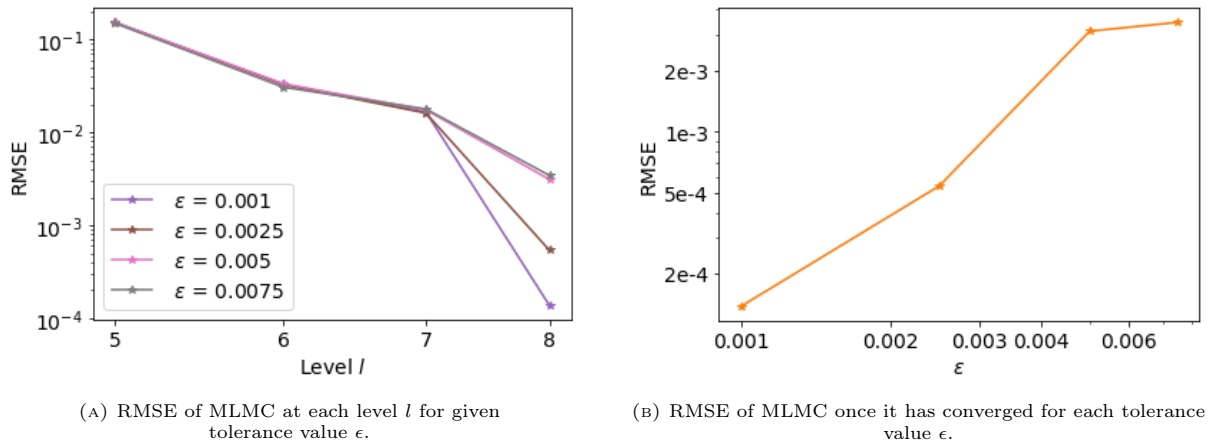 10⁻¹
10⁻²
10⁻³
10⁻⁴
RMSE
ε = 0.001
ε = 0.0025
ε = 0.005
ε = 0.0075
5
6
7
8
Level l
(A) RMSE of MLMC at each level l for given
tolerance value ϵ.
2e-3
1e-3
5e-4
2e-4
RMSE
0.001
0.002
0.003
0.004
0.006
ε
(B) RMSE of MLMC once it has converged for each tolerance
value ϵ.